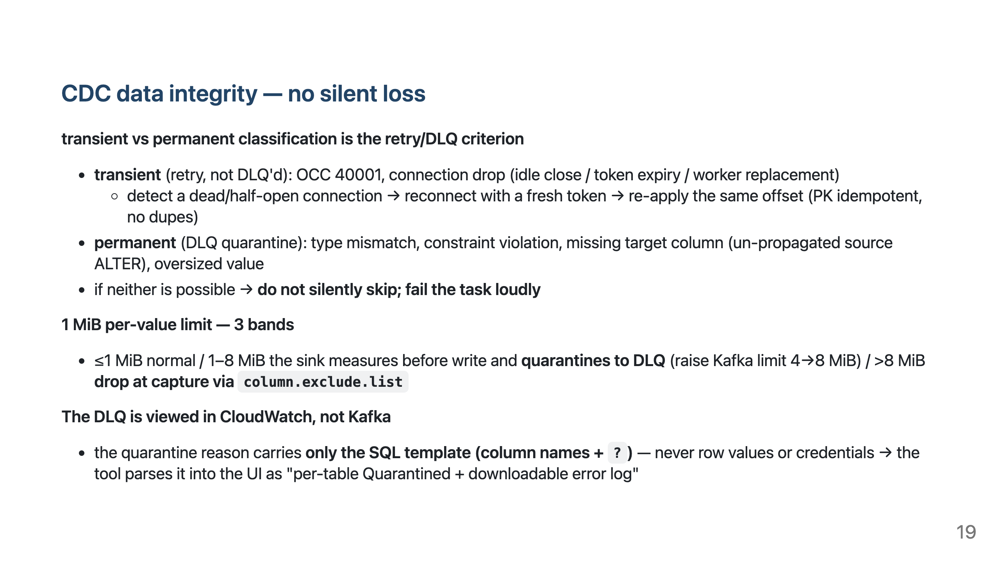 CDC data integrity — no silent loss
transient vs permanent classification is the retry/DLQ criterion
• transient (retry, not DLQ'd): OCC 40001, connection drop (idle close / token expiry / worker replacement)
◦ detect a dead/half-open connection → reconnect with a fresh token → re-apply the same offset (PK idempotent,
no dupes)
• permanent (DLQ quarantine): type mismatch, constraint violation, missing target column (un-propagated source
ALTER), oversized value
• if neither is possible → do not silently skip; fail the task loudly
1 MiB per-value limit — 3 bands
• ≤1 MiB normal / 1–8 MiB the sink measures before write and quarantines to DLQ (raise Kafka limit 4→8 MiB) / >8 MiB
drop at capture via column.exclude.list
The DLQ is viewed in CloudWatch, not Kafka
• the quarantine reason carries only the SQL template (column names + ?) — never row values or credentials → the
tool parses it into the UI as "per-table Quarantined + downloadable error log"
19